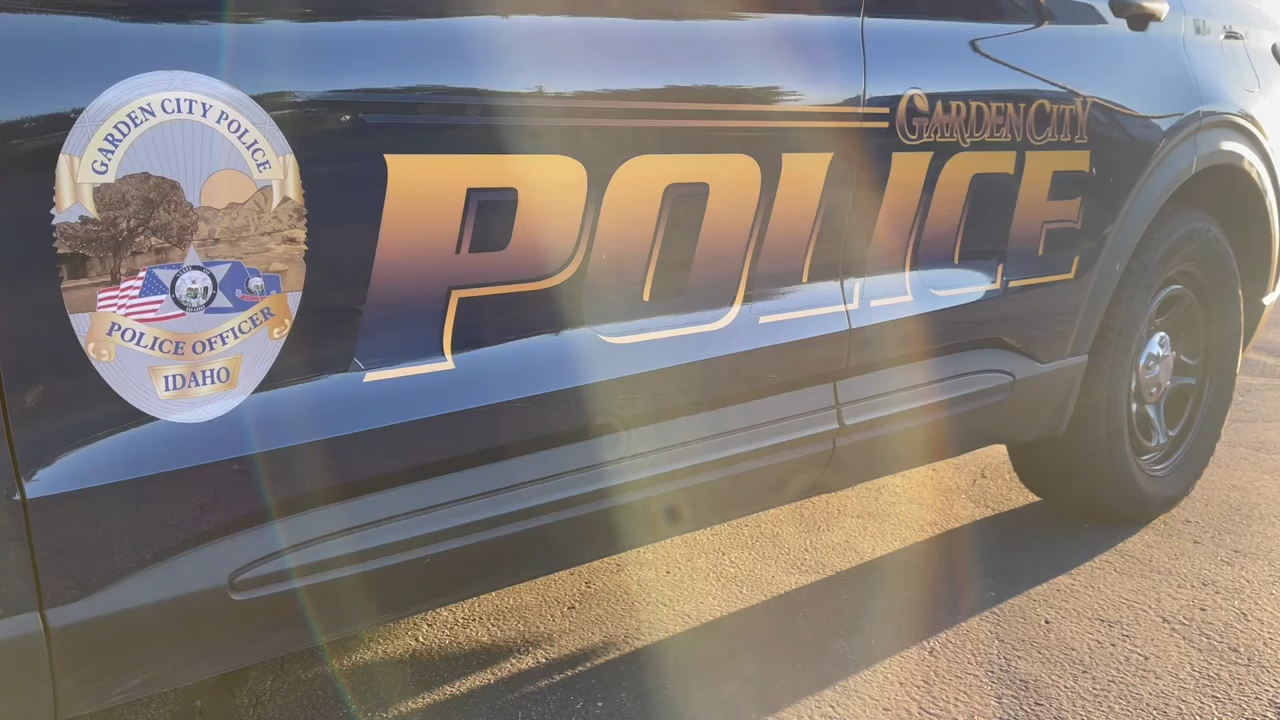 GARDEN CITY POLICE
POLICE OFFICER
IDAHO
GARDEN CITY
POLICE